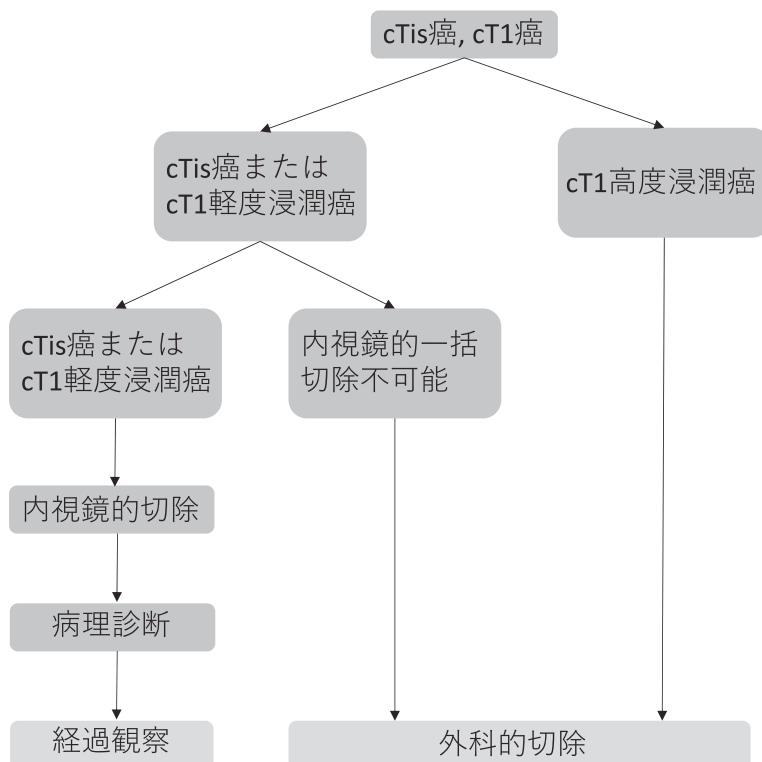 cTis癌, cT1癌
cTis癌または
cT1軽度浸潤癌
cT1高度浸潤癌
cTis癌または
cT1軽度浸潤癌
内視鏡的一括
切除不可能
内視鏡的切除
病理診断
経過観察
外科的切除